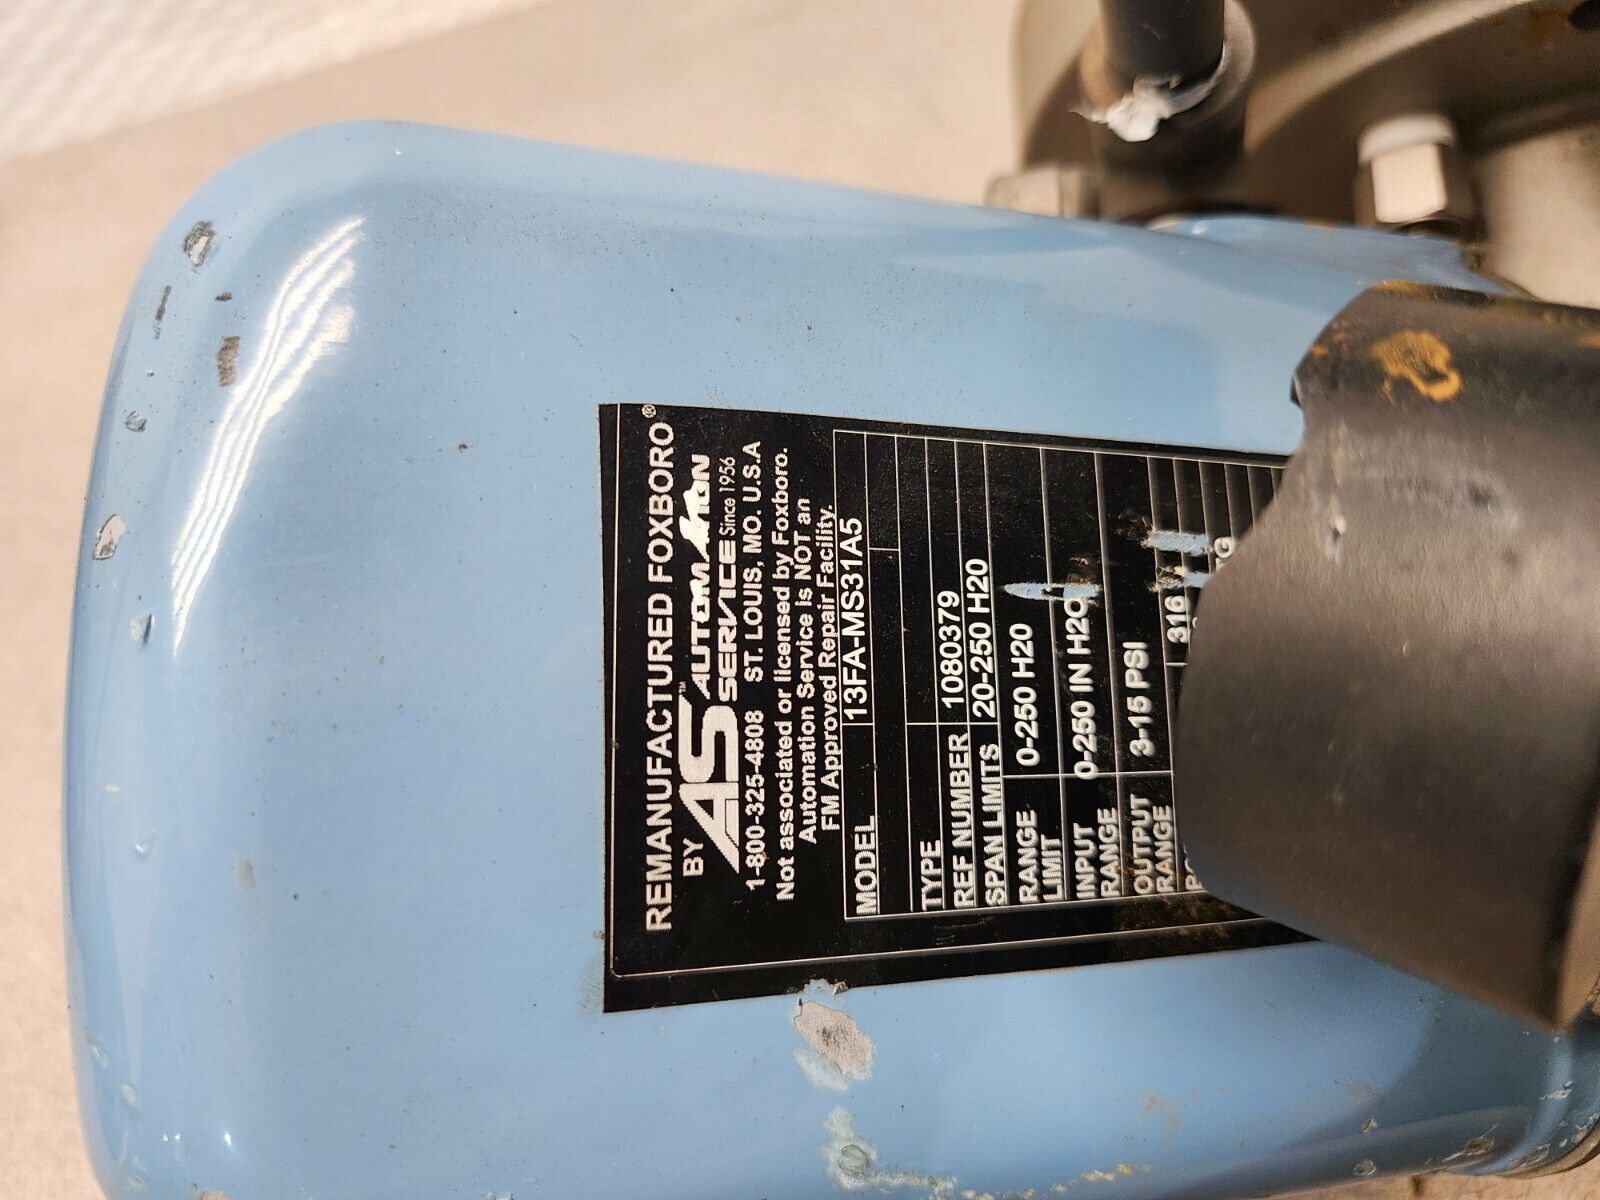 REMANUFACTURED FOXBORO®
BY AS™ AUTOMATION
SERVICE Since 1956
1-800-325-4808 ST. LOUIS, MO. U.S.A
Not associated or licensed by Foxboro.
Automation Service is NOT an
FM Approved Repair Facility.
MODEL 13FA-MS31A5
TYPE
REF NUMBER 1080379
SPAN LIMITS 20-250 H20
RANGE LIMIT 0-250 H20
INPUT RANGE 0-250 IN H2O
OUTPUT RANGE 3-15 PSI
316
G